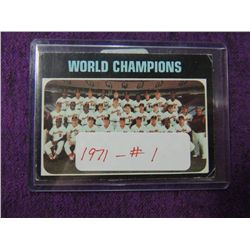 WORLD CHAMPIONS
1971 - # 1